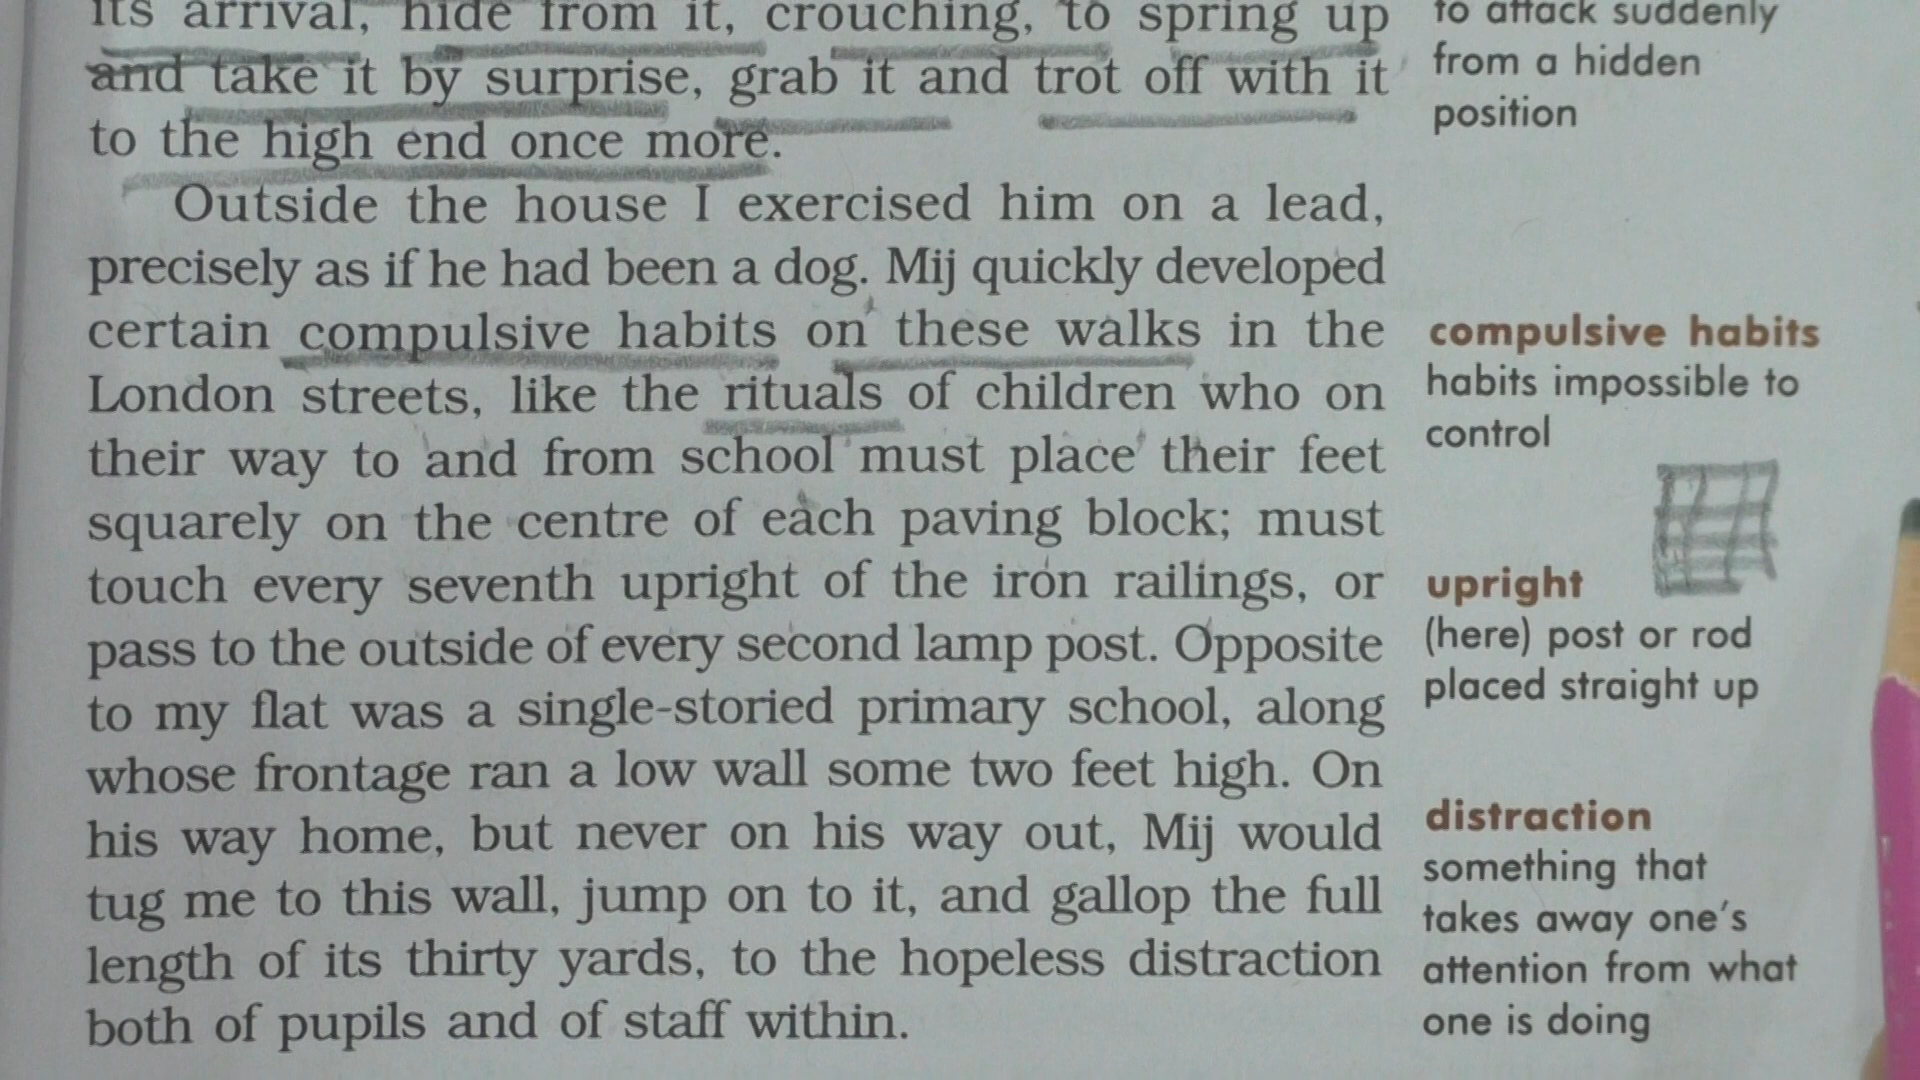 its arrival, hide from it, crouching, to spring up
and take it by surprise, grab it and trot off with it
to the high end once more.
Outside the house I exercised him on a lead,
precisely as if he had been a dog. Mij quickly developed
certain compulsive habits on these walks in the
London streets, like the rituals of children who on
their way to and from school must place their feet
squarely on the centre of each paving block; must
touch every seventh upright of the iron railings, or
pass to the outside of every second lamp post. Opposite
to my flat was a single-storied primary school, along
whose frontage ran a low wall some two feet high. On
his way home, but never on his way out, Mij would
tug me to this wall, jump on to it, and gallop the full
length of its thirty yards, to the hopeless distraction
both of pupils and of staff within.
to attack suddenly
from a hidden
position
compulsive habits
habits impossible to
control
upright
(here) post or rod
placed straight up
distraction
something that
takes away one's
attention from what
one is doing